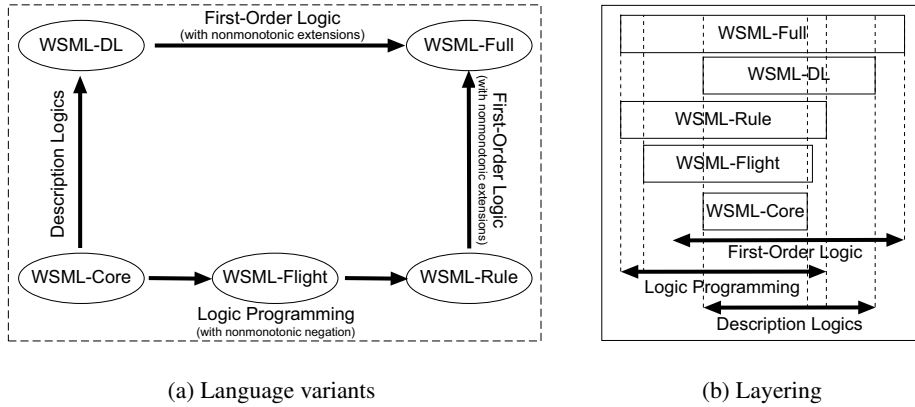 First-Order Logic
(with nonmonotonic extensions)
WSML-DL
WSML-Full
Description Logics
First-Order Logic
(with nonmonotonic extensions)
WSML-Core
WSML-Flight
WSML-Rule
Logic Programming
(with nonmonotonic negation)
(a) Language variants
WSML-Full
WSML-DL
WSML-Rule
WSML-Flight
WSML-Core
First-Order Logic
Logic Programming
Description Logics
(b) Layering